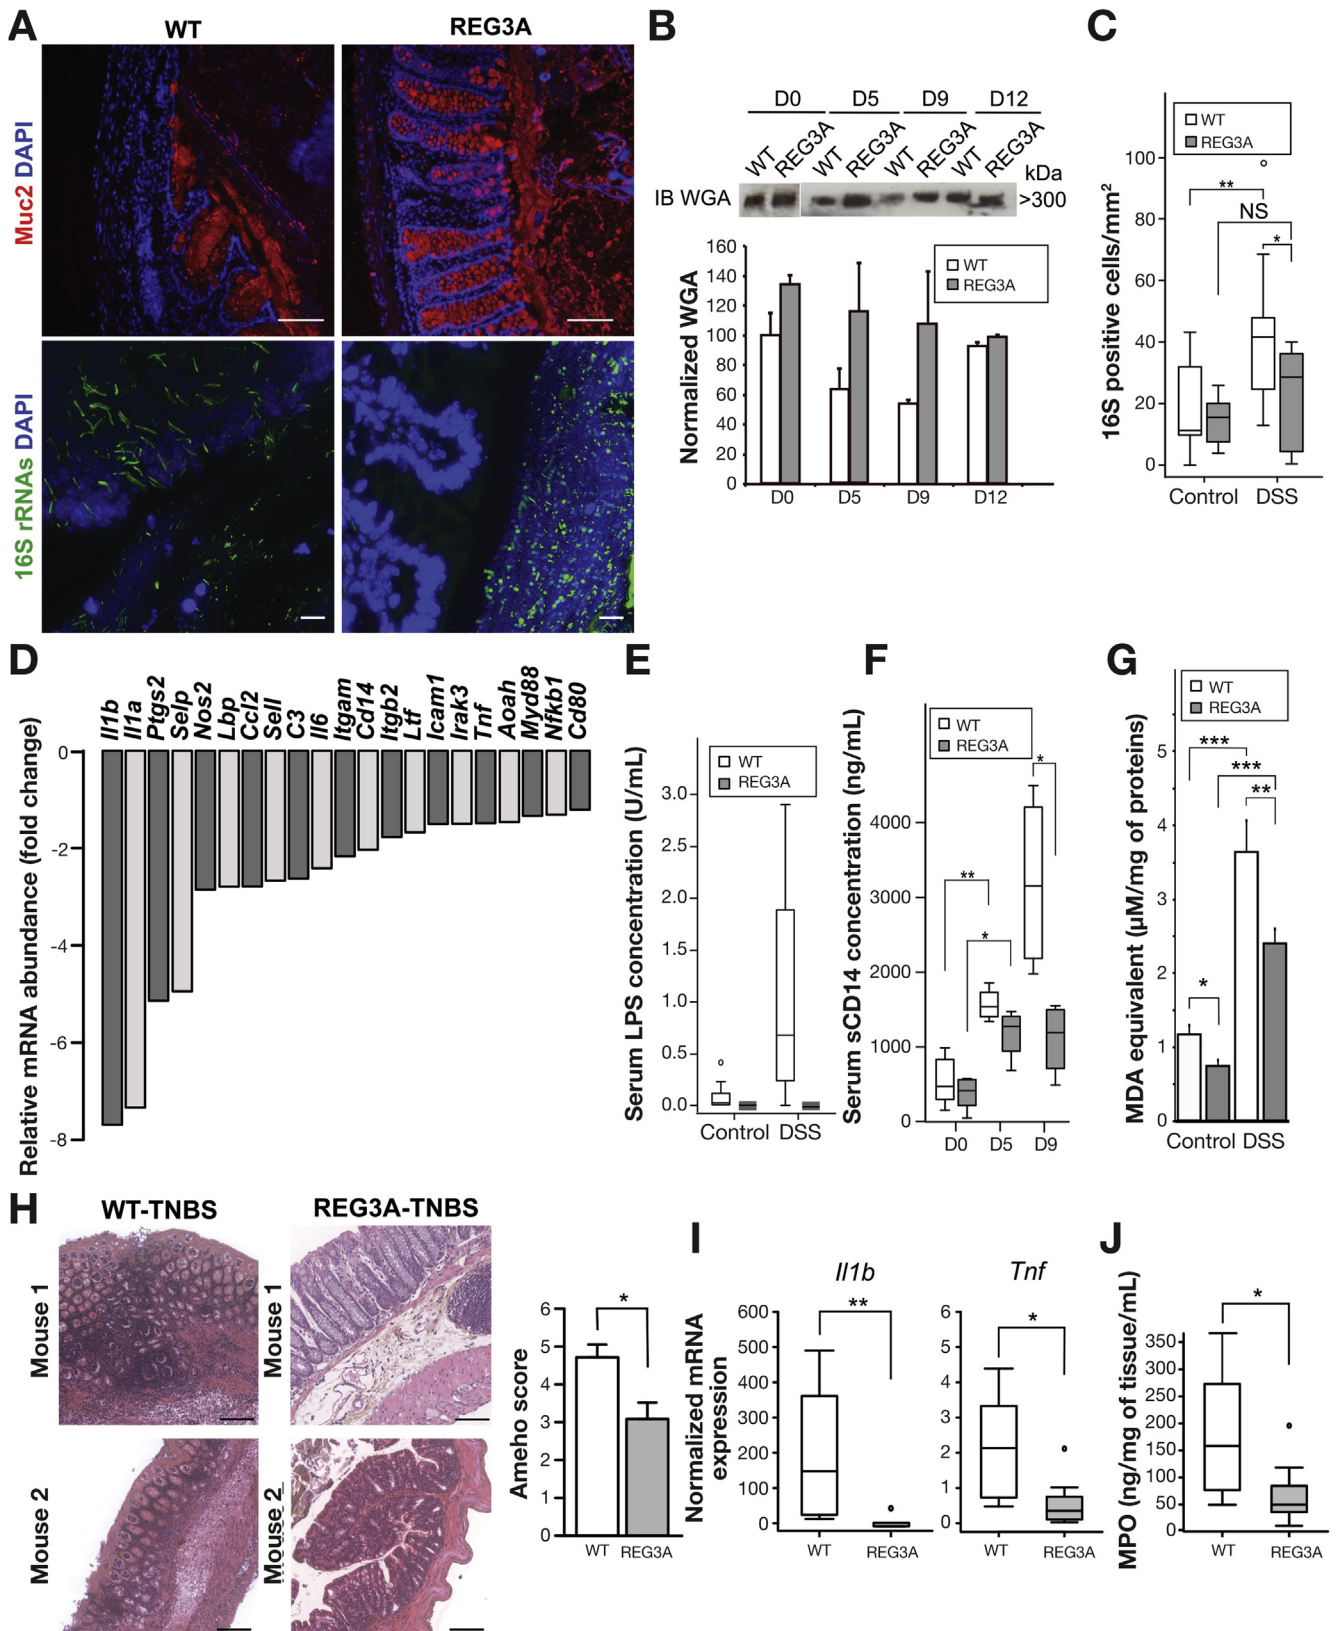 A
WT
REG3A
Muc2 DAPI
16S rRNAs DAPI
B
D0 D5 D9 D12
WT REG3A WT REG3A WT REG3A WT REG3A
kDa
IB WGA
>300
Normalized WGA
160
140
120
100
80
60
40
20
0
WT
REG3A
D0 D5 D9 D12
C
16S positive cells/mm²
WT
REG3A
100
80
60
40
20
0
**
NS
*
Control DSS
D
Relative mRNA abundance (fold change)
Il1b Il1a Ptgs2 Selp Nos2 Lbp Ccl2 Sell C3 Il6 Itgam Cd14 Itgb2 Ltf Icam1 Irak3 Tnf Aoah Myd88 Nfkb1 Cd80
0
-2
-4
-6
-8
E
Serum LPS concentration (U/mL)
WT
REG3A
3.0
2.5
2.0
1.5
1.0
0.5
0.0
Control DSS
F
Serum sCD14 concentration (ng/mL)
WT
REG3A
4000
3000
2000
1000
0
**
*
*
D0 D5 D9
G
MDA equivalent (µM/mg of proteins)
WT
REG3A
5
4
3
2
1
0
***
***
**
*
Control DSS
H
WT-TNBS
REG3A-TNBS
Mouse 1
Mouse 1
Mouse 2
Mouse 2
Ameho score
6
5
4
3
2
1
0
*
WT REG3A
I
Normalized mRNA
expression
Il1b
600
500
400
300
200
100
0
**
WT REG3A
Tnf
6
5
4
3
2
1
0
*
WT REG3A
J
MPO (ng/mg of tissue/mL)
350
300
250
200
150
100
50
0
*
WT REG3A